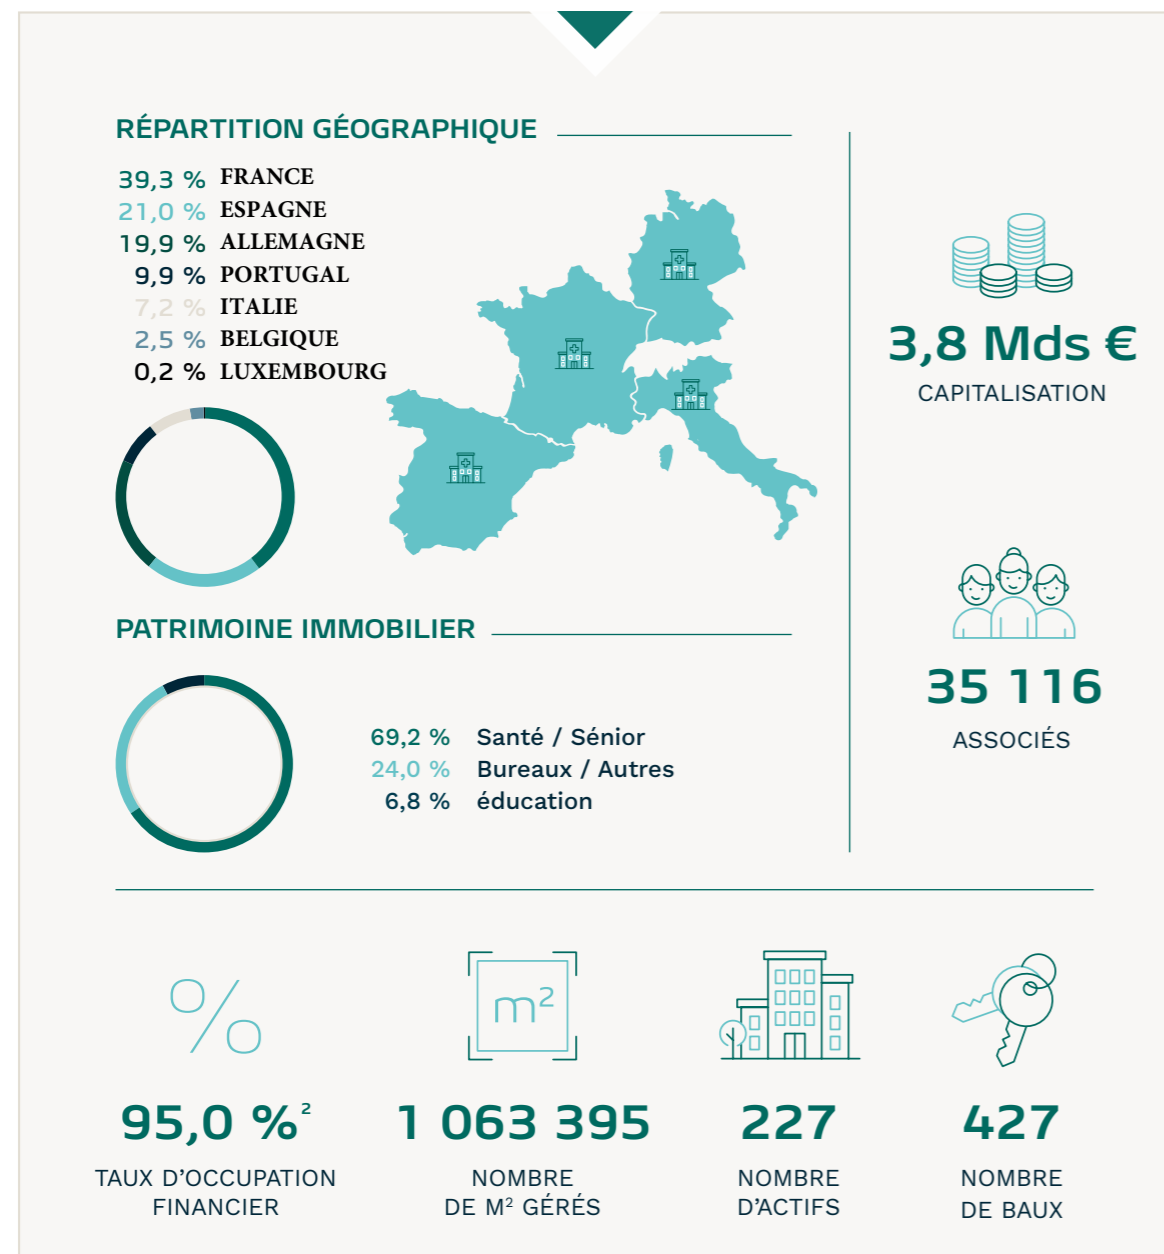 RÉPARTITION GÉOGRAPHIQUE
39,3 % FRANCE
21,0 % ESPAGNE
19,9 % ALLEMAGNE
9,9 % PORTUGAL
7,2 % ITALIE
2,5 % BELGIQUE
0,2 % LUXEMBOURG
3,8 Mds €
CAPITALISATION
35 116
ASSOCIÉS
PATRIMOINE IMMOBILIER
69,2 % Santé / Sénior
24,0 % Bureaux / Autres
6,8 % éducation
%
95,0 %²
TAUX D’OCCUPATION
FINANCIER
m²
1 063 395
NOMBRE
DE M² GÉRÉS
227
NOMBRE
D’ACTIFS
427
NOMBRE
DE BAUX